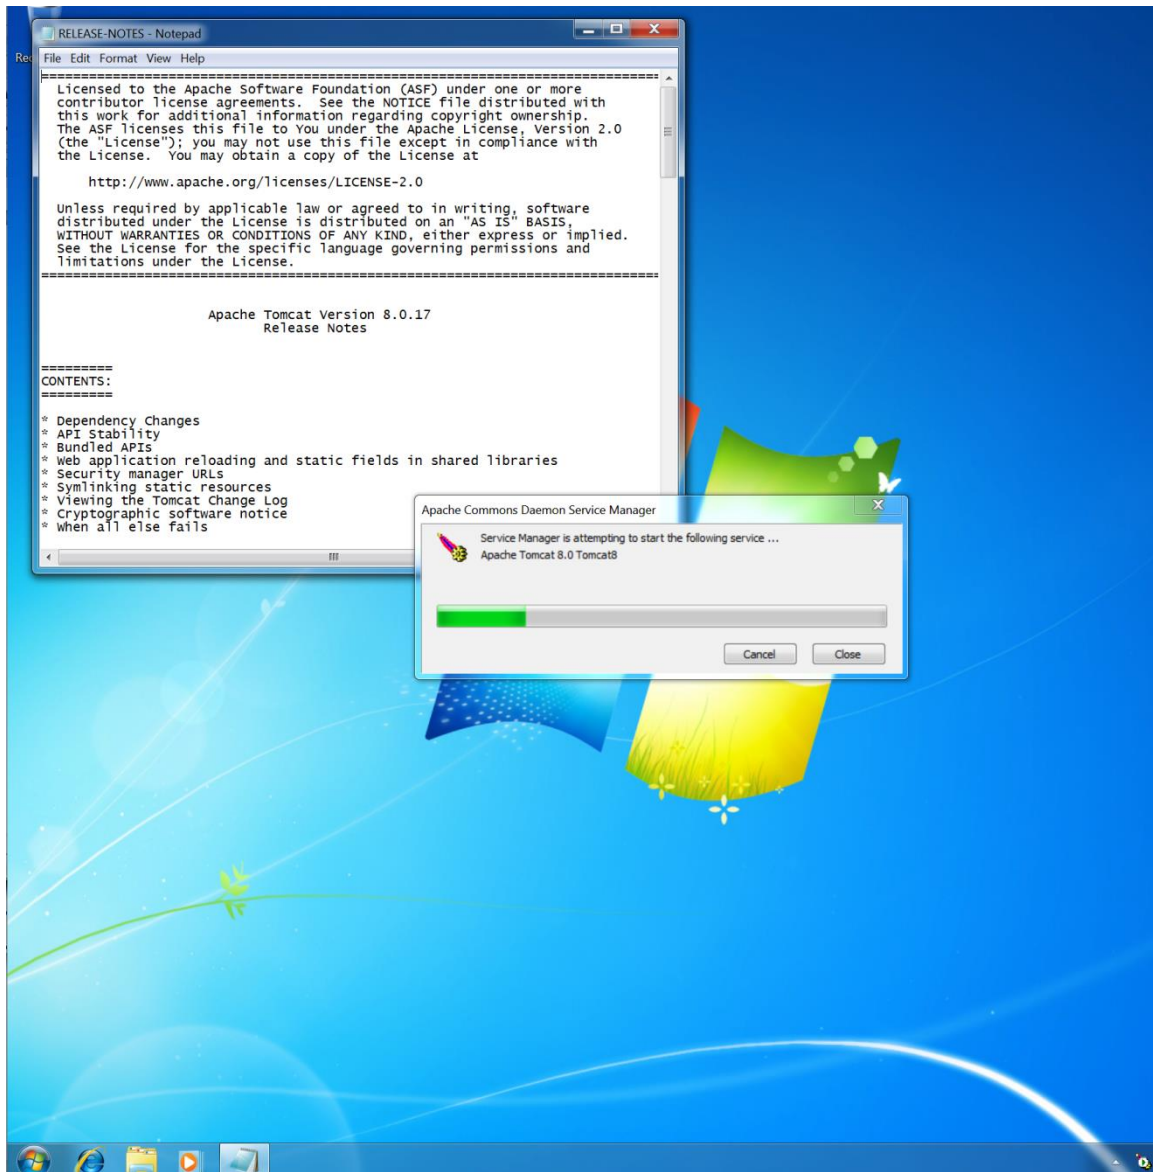 Rec
RELEASE-NOTES - Notepad
File Edit Format View Help
==============================================================================
Licensed to the Apache Software Foundation (ASF) under one or more
contributor license agreements.  See the NOTICE file distributed with
this work for additional information regarding copyright ownership.
The ASF licenses this file to You under the Apache License, Version 2.0
(the "License"); you may not use this file except in compliance with
the License.  You may obtain a copy of the License at
http://www.apache.org/licenses/LICENSE-2.0
Unless required by applicable law or agreed to in writing, software
distributed under the License is distributed on an "AS IS" BASIS,
WITHOUT WARRANTIES OR CONDITIONS OF ANY KIND, either express or implied.
See the License for the specific language governing permissions and
limitations under the License.
==============================================================================
Apache Tomcat Version 8.0.17
Release Notes
=========
CONTENTS:
=========
* Dependency Changes
* API Stability
* Bundled APIs
* Web application reloading and static fields in shared libraries
* Security manager URLs
* Symlinking static resources
* Viewing the Tomcat Change Log
* Cryptographic software notice
* When all else fails
Apache Commons Daemon Service Manager
Service Manager is attempting to start the following service ...
Apache Tomcat 8.0 Tomcat8
Cancel Close